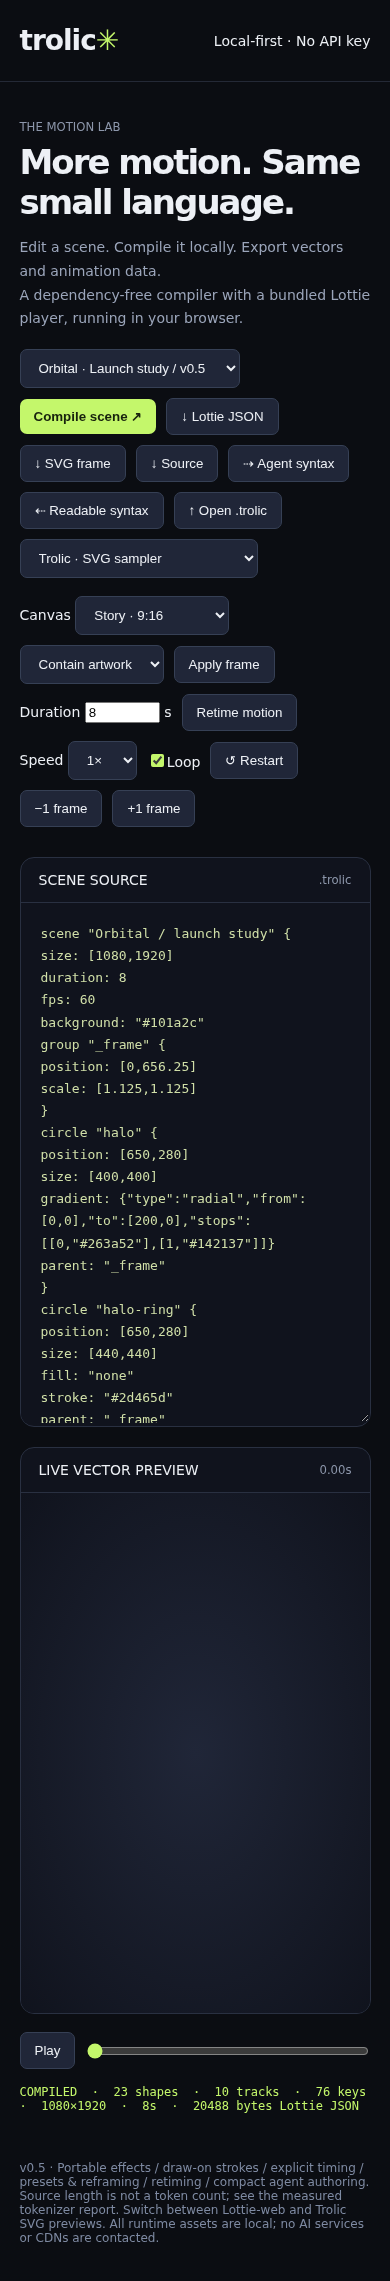 trolic✳ Local-first · No API key
THE MOTION LAB
More motion. Same
small language.
Edit a scene. Compile it locally. Export vectors
and animation data.
A dependency-free compiler with a bundled Lottie
player, running in your browser.
Orbital · Launch study / v0.5
Compile scene ↗ ↓ Lottie JSON
↓ SVG frame ↓ Source ⇢ Agent syntax
⇠ Readable syntax ↑ Open .trolic
Trolic · SVG sampler
Canvas Story · 9:16
Contain artwork Apply frame
Duration 8 s Retime motion
Speed 1× Loop ↺ Restart
−1 frame +1 frame
SCENE SOURCE .trolic
scene "Orbital / launch study" {
size: [1080,1920]
duration: 8
fps: 60
background: "#101a2c"
group "_frame" {
position: [0,656.25]
scale: [1.125,1.125]
}
circle "halo" {
position: [650,280]
size: [400,400]
gradient: {"type":"radial","from":
[0,0],"to":[200,0],"stops":
[[0,"#263a52"],[1,"#142137"]]}
parent: "_frame"
}
circle "halo-ring" {
position: [650,280]
size: [440,440]
fill: "none"
stroke: "#2d465d"
parent: "_frame"
LIVE VECTOR PREVIEW 0.00s
Play
COMPILED · 23 shapes · 10 tracks · 76 keys
· 1080×1920 · 8s · 20488 bytes Lottie JSON
v0.5 · Portable effects / draw-on strokes / explicit timing /
presets & reframing / retiming / compact agent authoring.
Source length is not a token count; see the measured
tokenizer report. Switch between Lottie-web and Trolic
SVG previews. All runtime assets are local; no AI services
or CDNs are contacted.